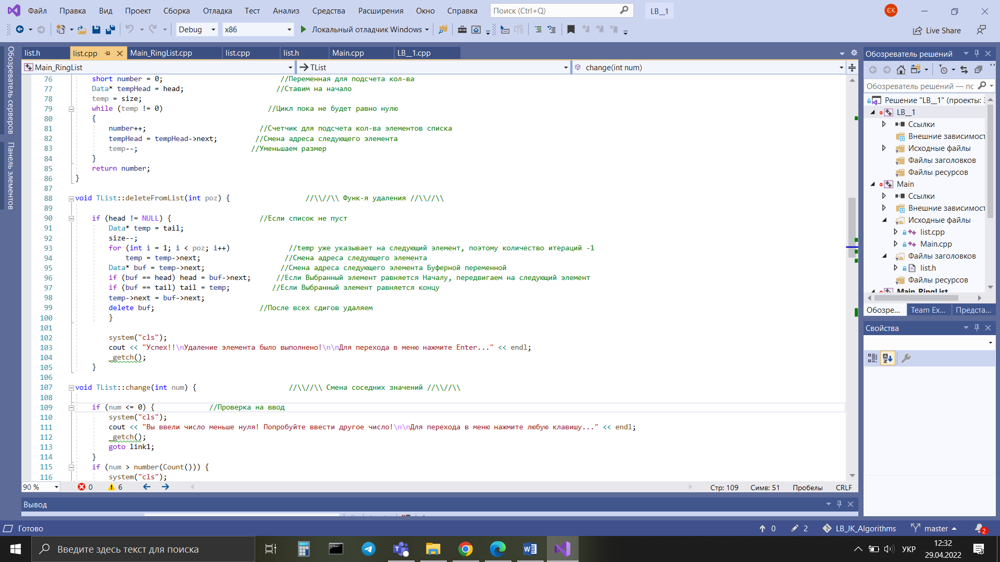 Файл Правка Вид Проект Сборка Отладка Тест Анализ Средства Расширения Окно Справка Поиск (Ctrl+Q) LB__1 ЄК
Debug x86 Локальный отладчик Windows Live Share
Обозреватель серверов
Панель элементов
list.h list.cpp Main_RingList.cpp list.cpp list.h Main.cpp LB__1.cpp
Main_RingList TList change(int num)
76 short number = 0; //Переменная для подсчета кол-ва
77 Data* tempHead = head; //Ставим на начало
78 temp = size;
79 while (temp != 0) //Цикл пока не будет равно нулю
80 {
81 number++; //Счетчик для подсчета кол-ва элементов списка
82 tempHead = tempHead->next; //Смена адреса следующего элемента
83 temp--; //Уменьшаем размер
84 }
85 return number;
86 }
87
88 void TList::deleteFromList(int poz) { //\\//\\ Функ-я удаления //\\//\\
89
90 if (head != NULL) { //Если список не пуст
91 Data* temp = tail;
92 size--;
93 for (int i = 1; i < poz; i++) //temp уже указывает на следующий элемент, поэтому количество итераций -1
94 temp = temp->next; //Смена адреса следующего элемента
95 Data* buf = temp->next; //Смена адреса следующего элемента Буферной переменной
96 if (buf == head) head = buf->next; //Если Выбранный элемент равняется Началу, передвигаем на следующий элемент
97 if (buf == tail) tail = temp; //Если Выбранный элемент равняется концу
98 temp->next = buf->next;
99 delete buf; //После всех сдигов удаляем
100 }
101
102 system("cls");
103 cout << "Успех!!\nУдаление элемента было выполнено!\n\nДля перехода в меню нажмите Enter..." << endl;
104 _getch();
105 }
106
107 void TList::change(int num) { //\\//\\ Смена соседних значений //\\//\\
108
109 if (num <= 0) { //Проверка на ввод
110 system("cls");
111 cout << "Вы ввели число меньше нуля! Попробуйте ввести другое число!\n\nДля перехода в меню нажмите любую клавишу..." << endl;
112 _getch();
113 goto link1;
114 }
115 if (num > number(Count())) {
116 system("cls");
90 % 0 6 Стр: 109 Симв: 51 Пробелы CRLF
Вывод
Обозреватель решений
Обозреватель решений — пс
Решение "LB__1" (проекты: 3
LB__1
Ссылки
Внешние зависимост
Исходные файлы
Файлы заголовков
Файлы ресурсов
Main
Ссылки
Внешние зависимост
Исходные файлы
list.cpp
Main.cpp
Файлы заголовков
list.h
Файлы ресурсов
Main_RingList
Обозре... Team Ex... Предста...
Свойства
Готово 0 2 LB_JK_Algorithms master 2
Введите здесь текст для поиска УКР 12:32
29.04.2022